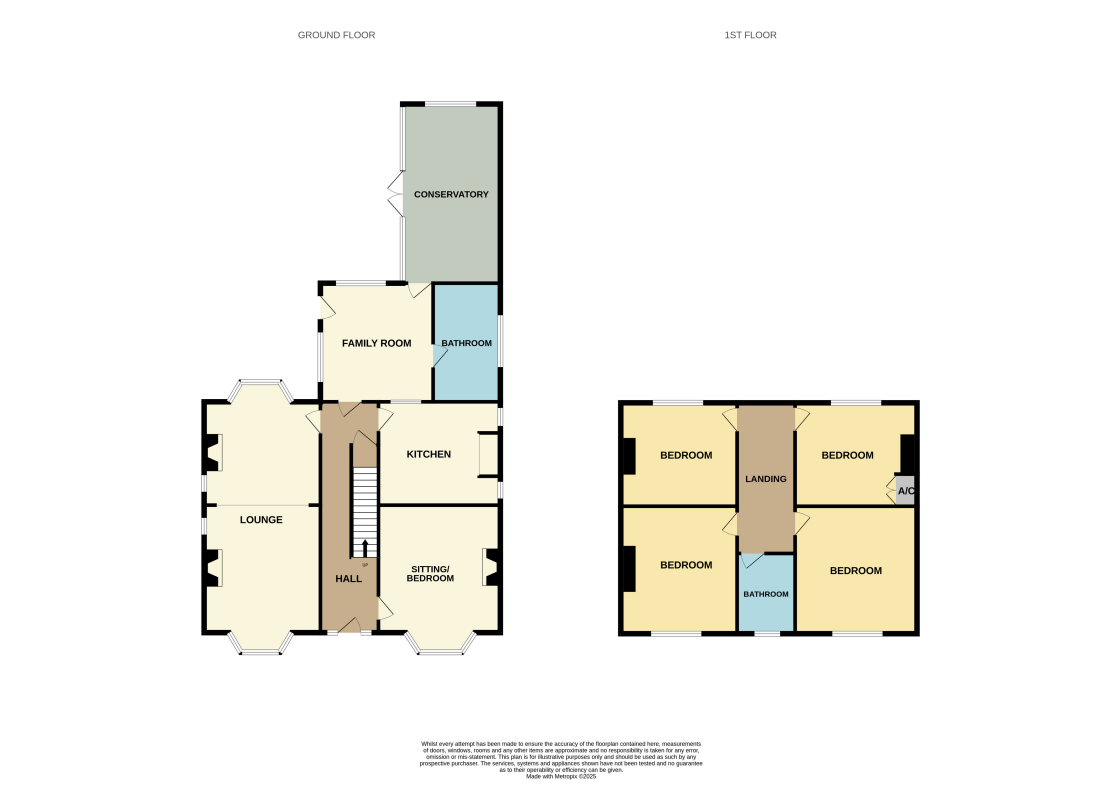 GROUND FLOOR
1ST FLOOR
CONSERVATORY
FAMILY ROOM
BATHROOM
KITCHEN
LOUNGE
UP
HALL
SITTING/
BEDROOM
BEDROOM
BEDROOM
LANDING
A/C
BEDROOM
BEDROOM
BATHROOM
Whilst every attempt has been made to ensure the accuracy of the floorplan contained here, measurements
of doors, windows, rooms and any other items are approximate and no responsibility is taken for any error,
omission or mis-statement. This plan is for illustrative purposes only and should be used as such by any
prospective purchaser. The services, systems and appliances shown have not been tested and no guarantee
as to their operability or efficiency can be given.
Made with Metropix ©2025